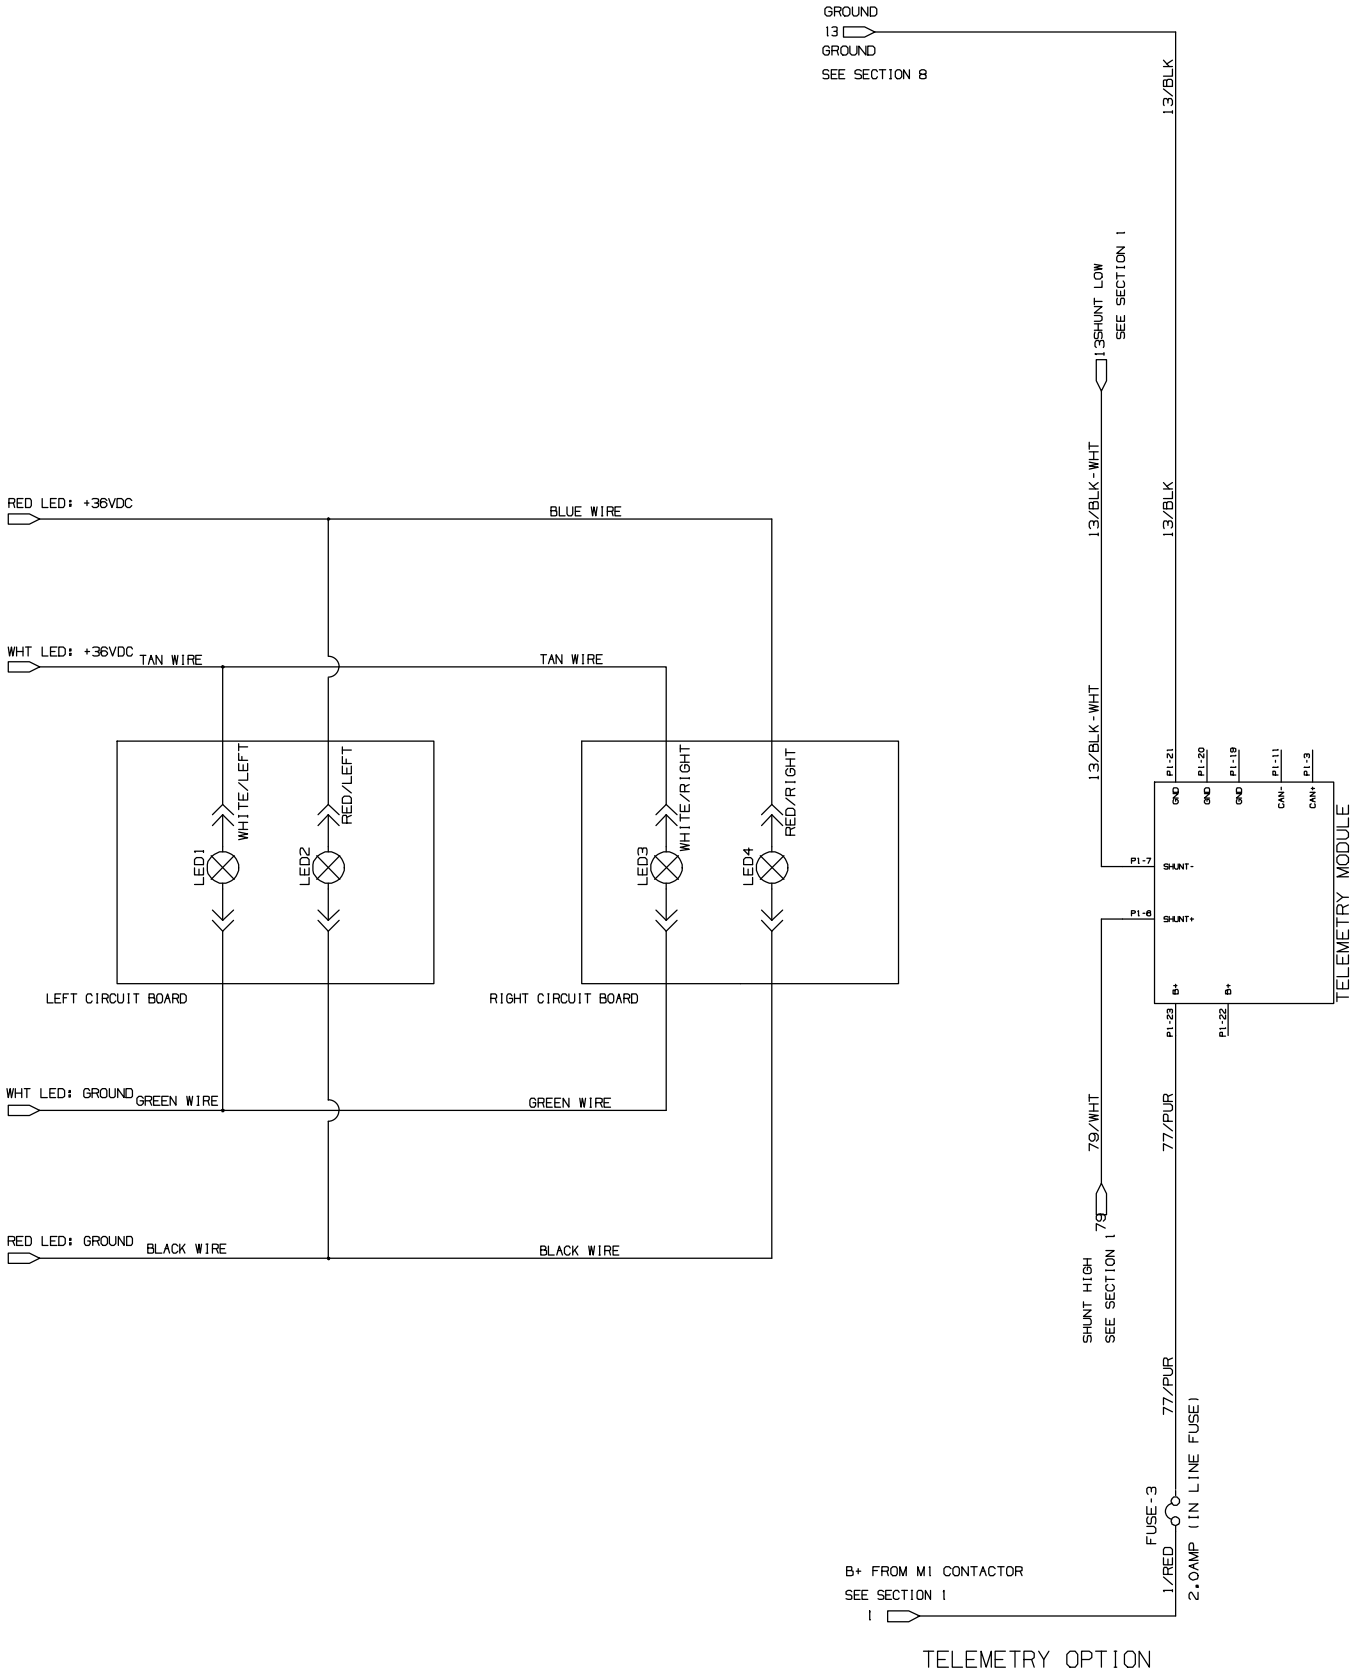 GROUND
13
GROUND
SEE SECTION 8
13/BLK
13SHUNT LOW
SEE SECTION 1
13/BLK-WHT
13/BLK
RED LED: +36VDC
BLUE WIRE
WHT LED: +36VDC
TAN WIRE
TAN WIRE
13/BLK-WHT
WHITE/LEFT
RED/LEFT
WHITE/RIGHT
RED/RIGHT
LED1
LED2
LED3
LED4
P1-21
P1-20
P1-19
P1-11
P1-3
GND
GND
GND
CAN-
CAN+
P1-7
SHUNT-
P1-6
SHUNT+
TELEMETRY MODULE
B+
B+
P1-23
P1-22
LEFT CIRCUIT BOARD
RIGHT CIRCUIT BOARD
WHT LED: GROUND
GREEN WIRE
GREEN WIRE
79/WHT
77/PUR
RED LED: GROUND
BLACK WIRE
BLACK WIRE
79
SHUNT HIGH
SEE SECTION 1
77/PUR
FUSE-3
2.0AMP (IN LINE FUSE)
1/RED
B+ FROM M1 CONTACTOR
SEE SECTION 1
1
TELEMETRY OPTION